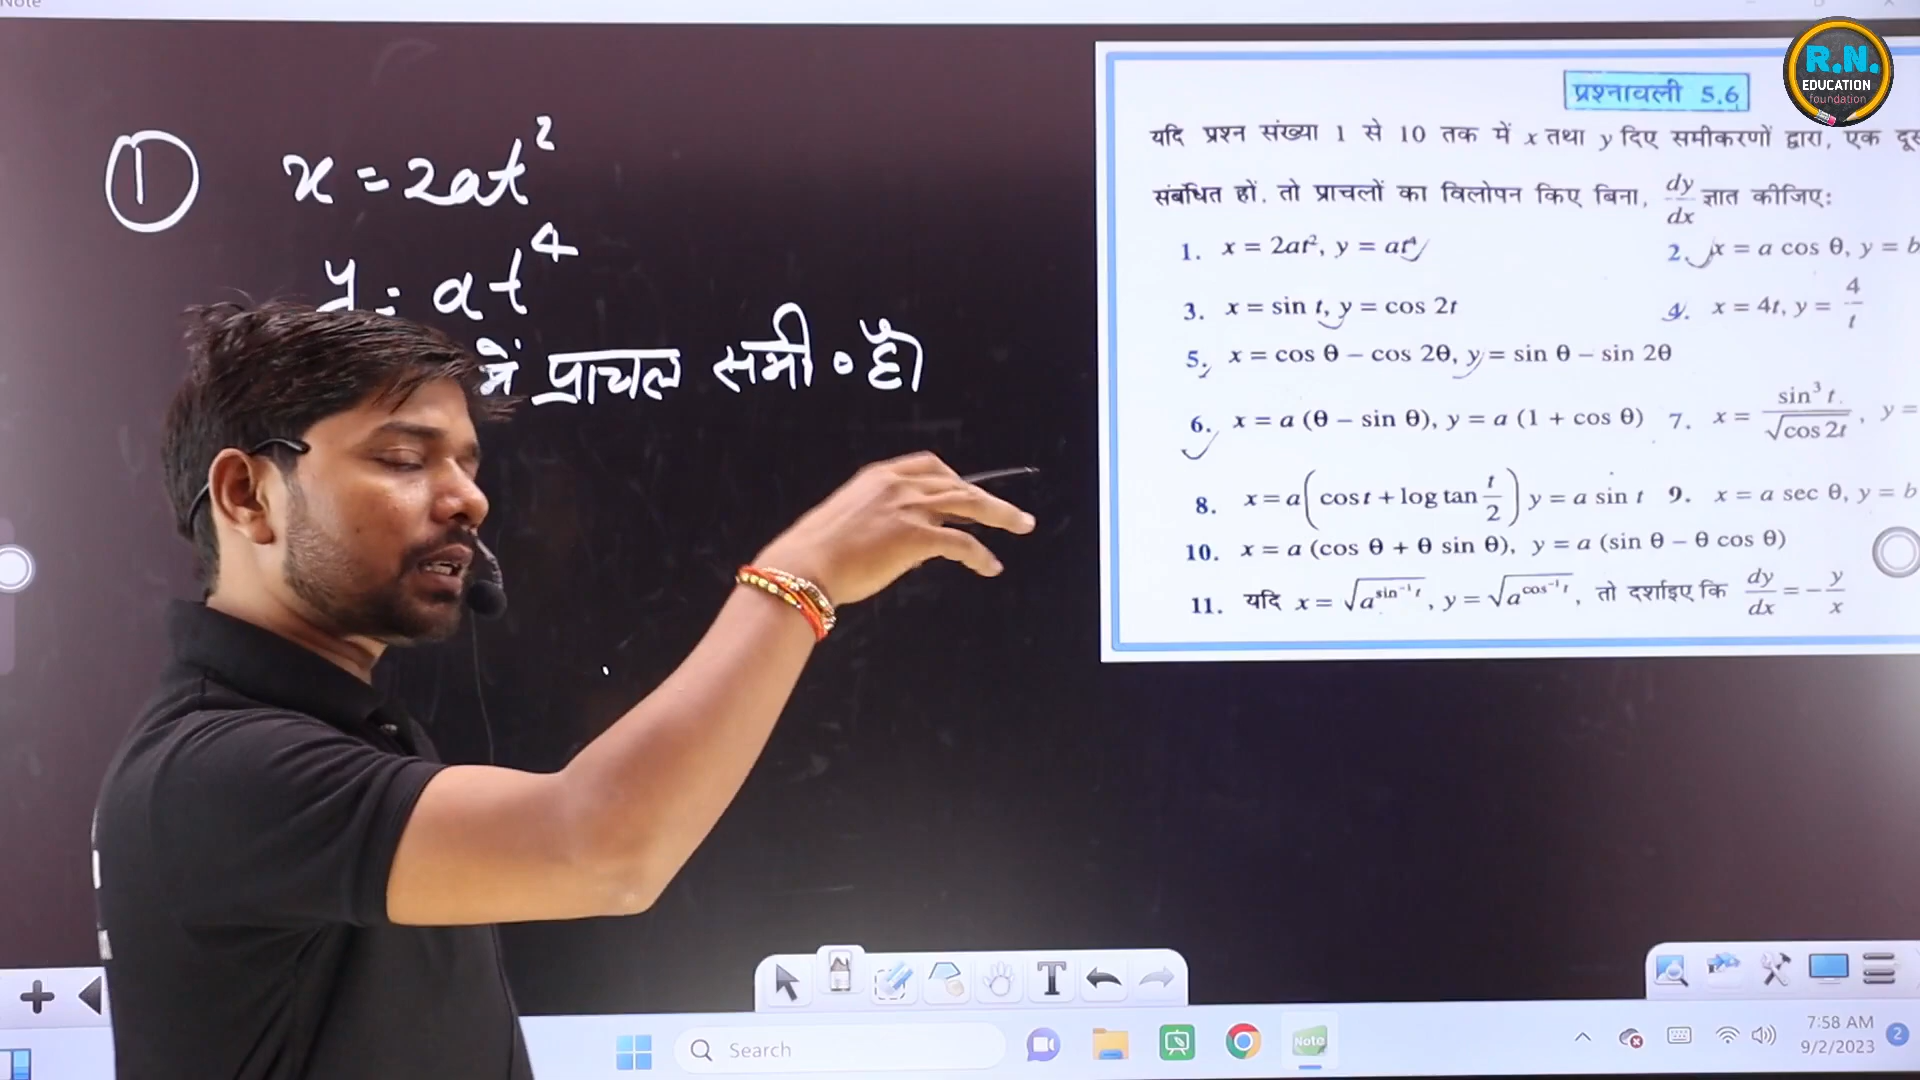 Note
R.N.
EDUCATION
foundation
① x = 2at²
y = at⁴
में प्राचल समी॰ है।
प्रश्नावली 5.6
यदि प्रश्न संख्या 1 से 10 तक में x तथा y दिए समीकरणों द्वारा, एक
संबंधित हों, तो प्राचलों का विलोपन किए बिना, dy/dx ज्ञात कीजिए:
1. x = 2at², y = at⁴ 2. x = a cos θ, y = b
3. x = sin t, y = cos 2t 4. x = 4t, y = 4/t
5. x = cos θ – cos 2θ, y = sin θ – sin 2θ
6. x = a (θ – sin θ), y = a (1 + cos θ) 7. x = sin³ t / √cos 2t, y =
8. x = a(cos t + log tan t/2) y = a sin t 9. x = a sec θ, y = b
10. x = a (cos θ + θ sin θ), y = a (sin θ – θ cos θ)
11. यदि x = √a^(sin⁻¹ t), y = √a^(cos⁻¹ t), तो दर्शाइए कि dy/dx = – y/x
T
Search
Note
7:58 AM
9/2/2023
2